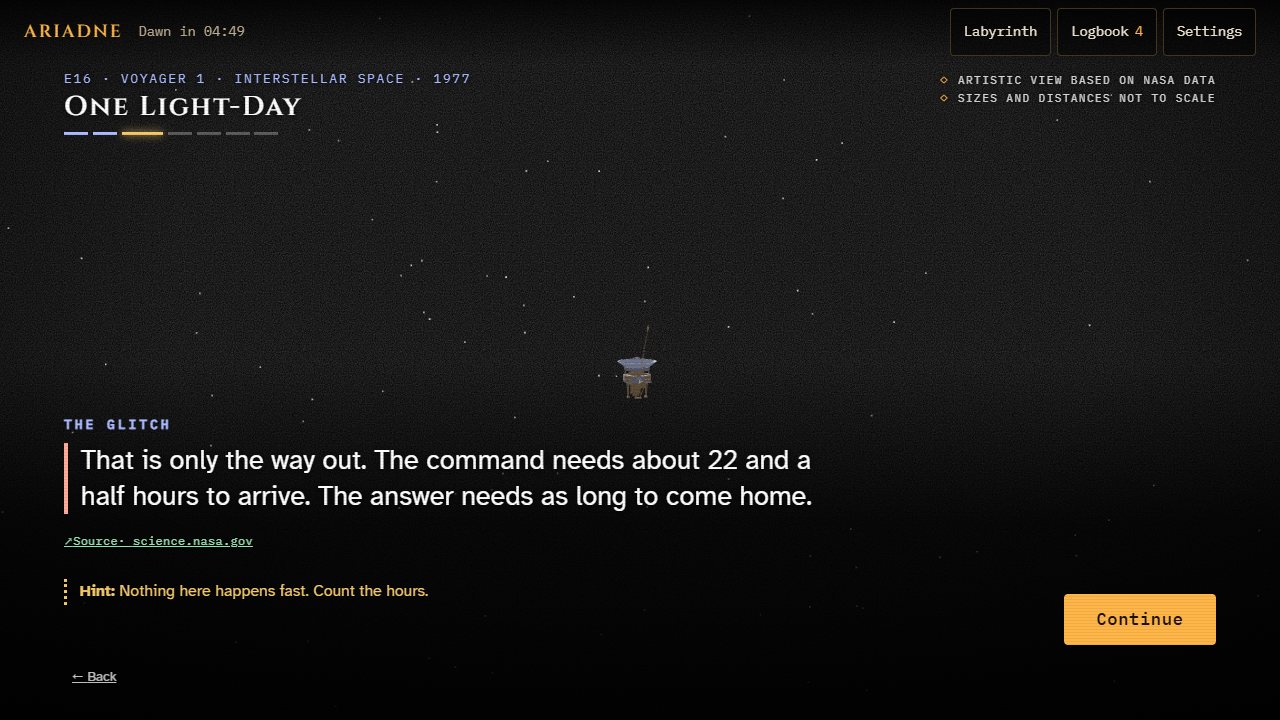 ARIADNE Dawn in 04:49 Labyrinth Logbook 4 Settings
E16 · VOYAGER 1 · INTERSTELLAR SPACE · 1977
One Light-Day
◇ ARTISTIC VIEW BASED ON NASA DATA
◇ SIZES AND DISTANCES NOT TO SCALE
THE GLITCH
That is only the way out. The command needs about 22 and a
half hours to arrive. The answer needs as long to come home.
↗Source· science.nasa.gov
Hint: Nothing here happens fast. Count the hours.
Continue
← Back